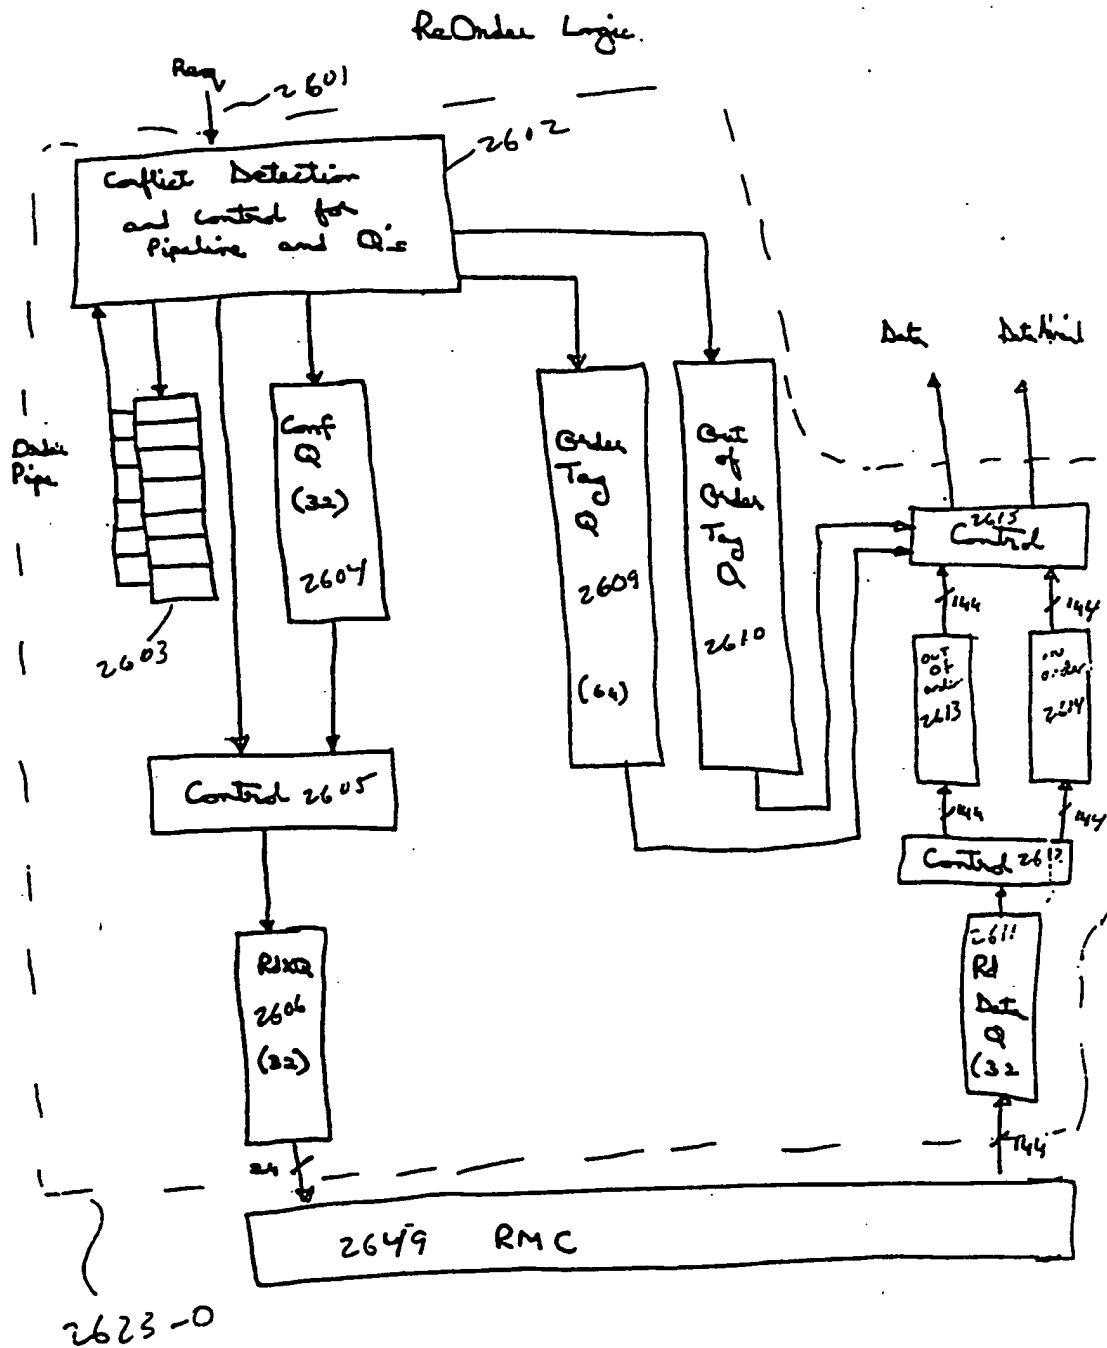 ReOrder Logic
Req
2601
2602
Conflict Detection
and control for
Pipeline and Q's
Data
Pipe
Conf
Q
(32)
2604
2603
Order
Tag
Q
2609
(64)
Out
of
Order
Tag
Q
2610
Data
2615
Control
144
144
out
of
order
2613
in
order
2614
144
144
Control 2612
Control 2605
RdXQ
2606
(32)
2611
Rd
Data
Q
(32
24
144
2649 RMC
2623-0